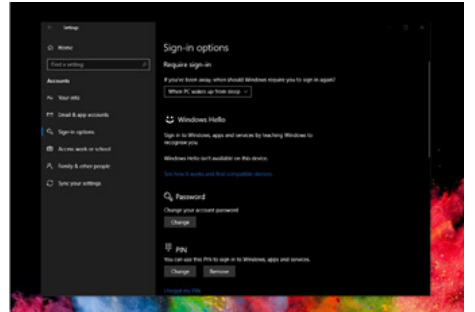 Settings
Home
Find a setting
Accounts
Your info
Email & app accounts
Sign-in options
Access work or school
Family & other people
Sync your settings
Sign-in options
Require sign-in
If you've been away, when should Windows require you to sign in again?
When PC wakes up from sleep
Windows Hello
Sign in to Windows, apps and services by teaching Windows to
recognize you.
Windows Hello isn't available on this device.
See how it works and find compatible devices.
Password
Change your account password
Change
PIN
You can use this PIN to sign in to Windows, apps and services.
Change
Remove
I forgot my PIN